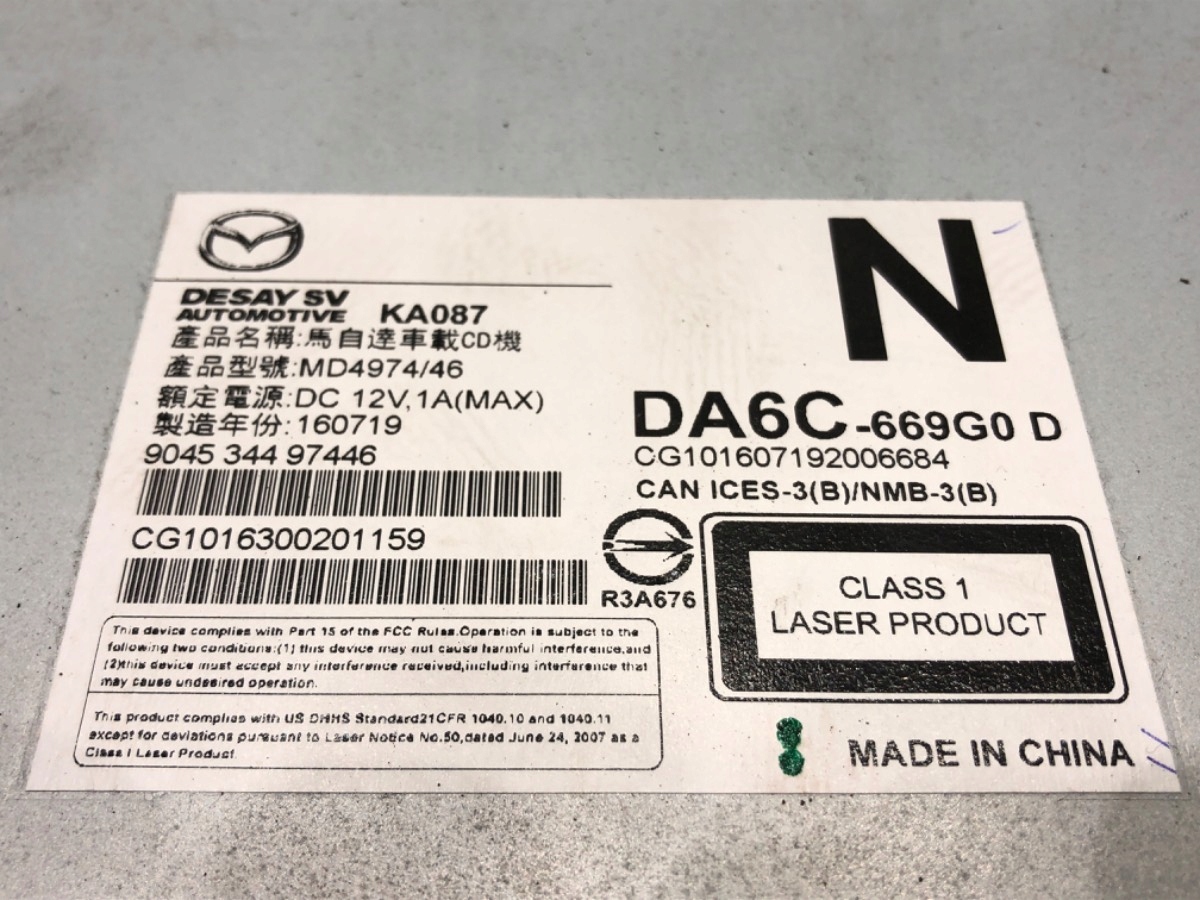 N
DESAY SV
AUTOMOTIVE KA087
產品名稱:馬自達車載CD機
產品型號:MD4974/46
額定電源:DC 12V,1A(MAX)
製造年份:160719
9045 344 97446
CG1016300201159
DA6C-669G0 D
CG101607192006684
CAN ICES-3(B)/NMB-3(B)
R3A676
CLASS 1
LASER PRODUCT
This device complies with Part 15 of the FCC Rules.Operation is subject to the
following two conditions:(1) this device may not cause harmful interference,and
(2)this device must accept any interference received,including interference that
may cause undesired operation.
This product complies with US DHHS Standard21CFR 1040.10 and 1040.11
except for deviations pursuant to Laser Notice No.50,dated June 24, 2007 as a
Class I Laser Product.
MADE IN CHINA